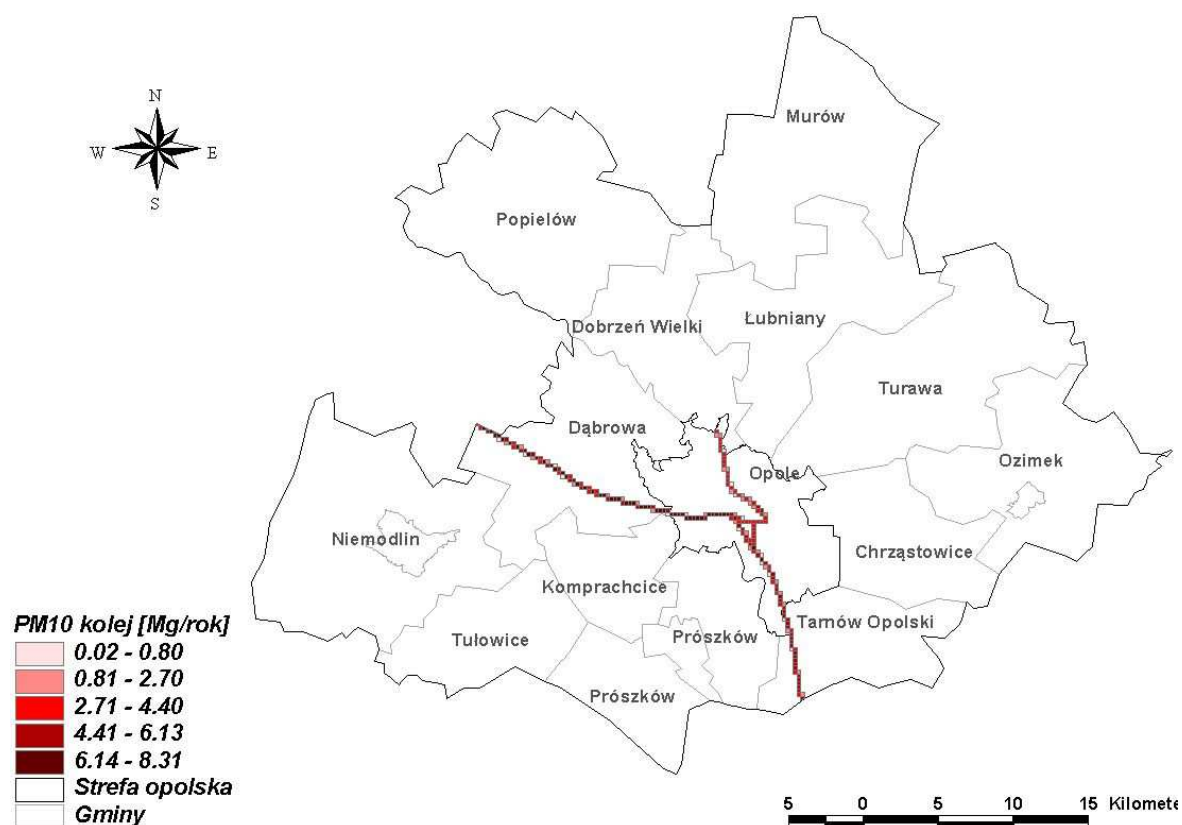 N
W E
S
Murów
Popielów
Dobrzeń Wielki
Łubniany
Turawa
Dąbrowa
Ozimek
Opole
Niemodlin
Chrząstowice
Komprachcice
Tułowice
Prószków
Tarnów Opolski
Prószków
PM10 kolej [Mg/rok]
0.02 - 0.80
0.81 - 2.70
2.71 - 4.40
4.41 - 6.13
6.14 - 8.31
Strefa opolska
Gminy
5 0 5 10 15 Kilomete